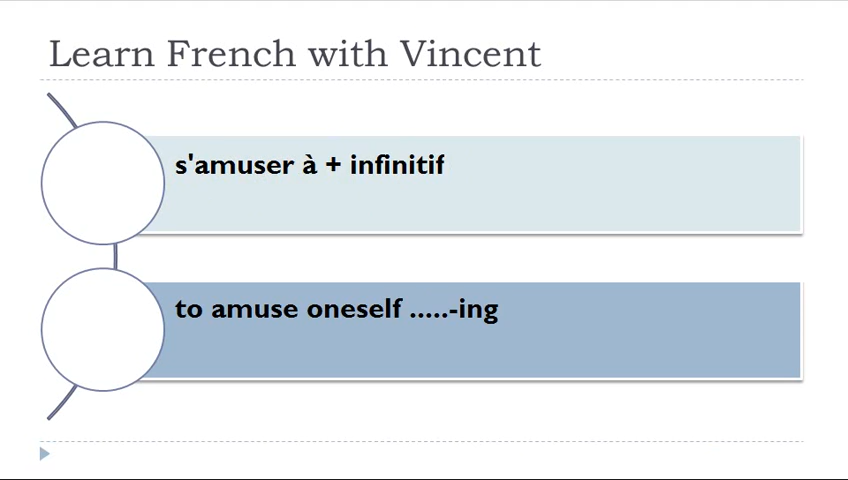 Learn French with Vincent
s'amuser à + infinitif
to amuse oneself .....-ing